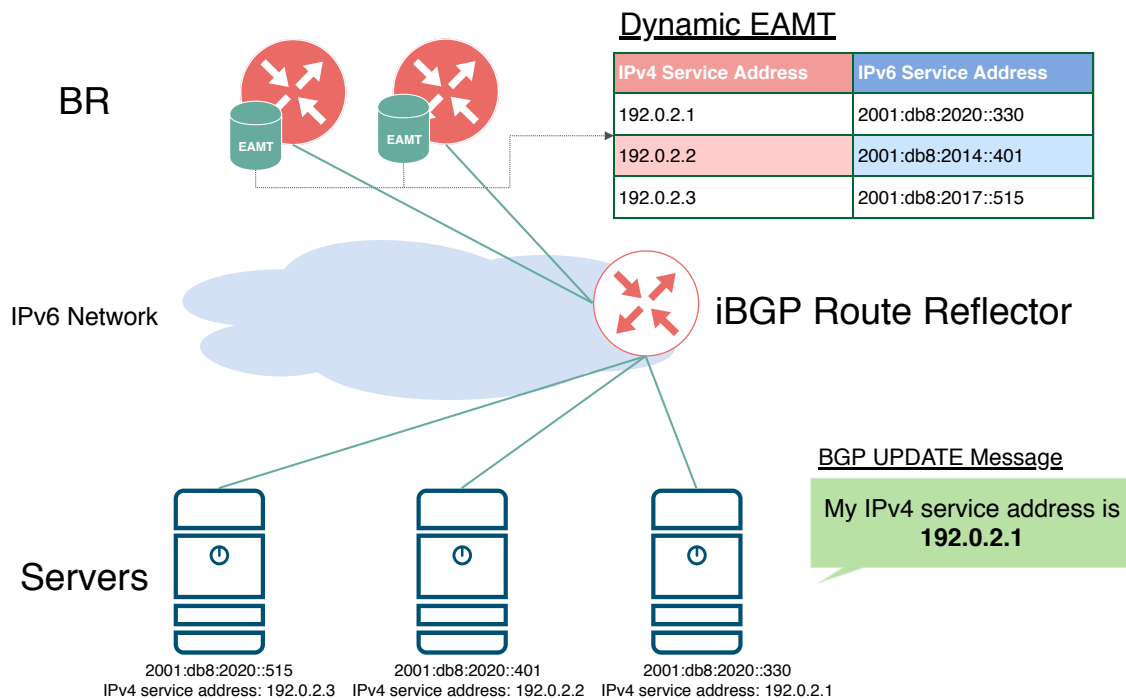 Dynamic EAMT
BR
IPv4 Service Address IPv6 Service Address
192.0.2.1 2001:db8:2020::330
192.0.2.2 2001:db8:2014::401
192.0.2.3 2001:db8:2017::515
EAMT
EAMT
IPv6 Network
iBGP Route Reflector
BGP UPDATE Message
My IPv4 service address is
192.0.2.1
Servers
2001:db8:2020::515
IPv4 service address: 192.0.2.3
2001:db8:2020::401
IPv4 service address: 192.0.2.2
2001:db8:2020::330
IPv4 service address: 192.0.2.1